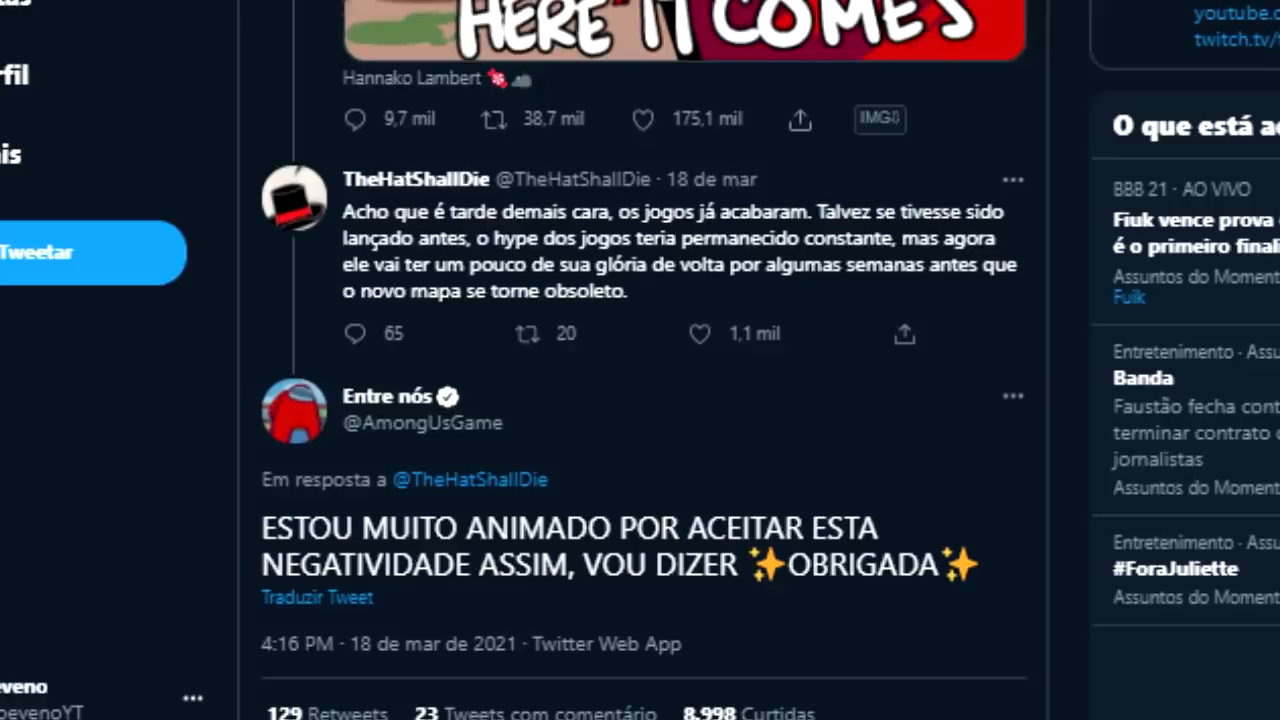 HERE IT COMES
youtube.c
twitch.tv/
Hannako Lambert
9,7 mil 38,7 mil 175,1 mil IMG⇩
rfil
ais
Tweetar
TheHatShallDie @TheHatShallDie · 18 de mar
Acho que é tarde demais cara, os jogos já acabaram. Talvez se tivesse sido
lançado antes, o hype dos jogos teria permanecido constante, mas agora
ele vai ter um pouco de sua glória de volta por algumas semanas antes que
o novo mapa se torne obsoleto.
65 20 1,1 mil
Entre nós
@AmongUsGame
Em resposta a @TheHatShallDie
ESTOU MUITO ANIMADO POR ACEITAR ESTA
NEGATIVIDADE ASSIM, VOU DIZER ✨OBRIGADA✨
Traduzir Tweet
4:16 PM · 18 de mar de 2021 · Twitter Web App
129 Retweets 23 Tweets com comentário 8.998 Curtidas
eveno
oevenoYT
O que está ac
BBB 21 · AO VIVO
Fiuk vence prova
é o primeiro finali
Assuntos do Moment
Fuik
Entretenimento · Assu
Banda
Faustão fecha cont
terminar contrato
jornalistas
Assuntos do Moment
Entretenimento · Assu
#ForaJuliette
Assuntos do Moment